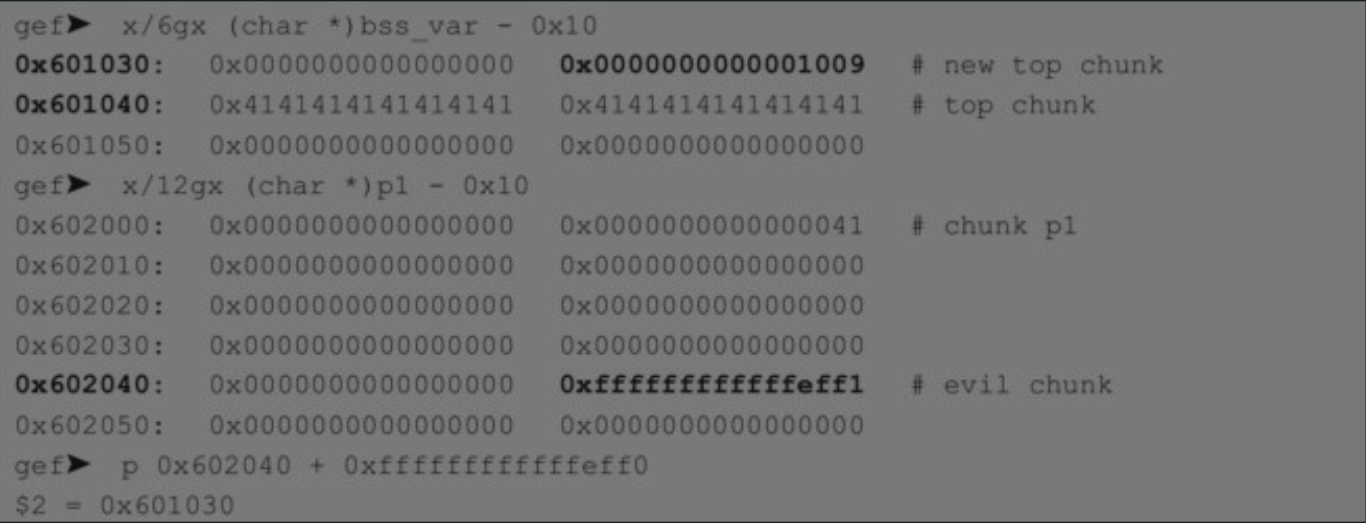 gef➤ x/6gx (char *)bss_var - 0x10
0x601030: 0x0000000000000000 0x0000000000001009 # new top chunk
0x601040: 0x4141414141414141 0x4141414141414141 # top chunk
0x601050: 0x0000000000000000 0x0000000000000000
gef➤ x/12gx (char *)p1 - 0x10
0x602000: 0x0000000000000000 0x0000000000000041 # chunk p1
0x602010: 0x0000000000000000 0x0000000000000000
0x602020: 0x0000000000000000 0x0000000000000000
0x602030: 0x0000000000000000 0x0000000000000000
0x602040: 0x0000000000000000 0xffffffffffffeff1 # evil chunk
0x602050: 0x0000000000000000 0x0000000000000000
gef➤ p 0x602040 + 0xffffffffffffeff0
$2 = 0x601030